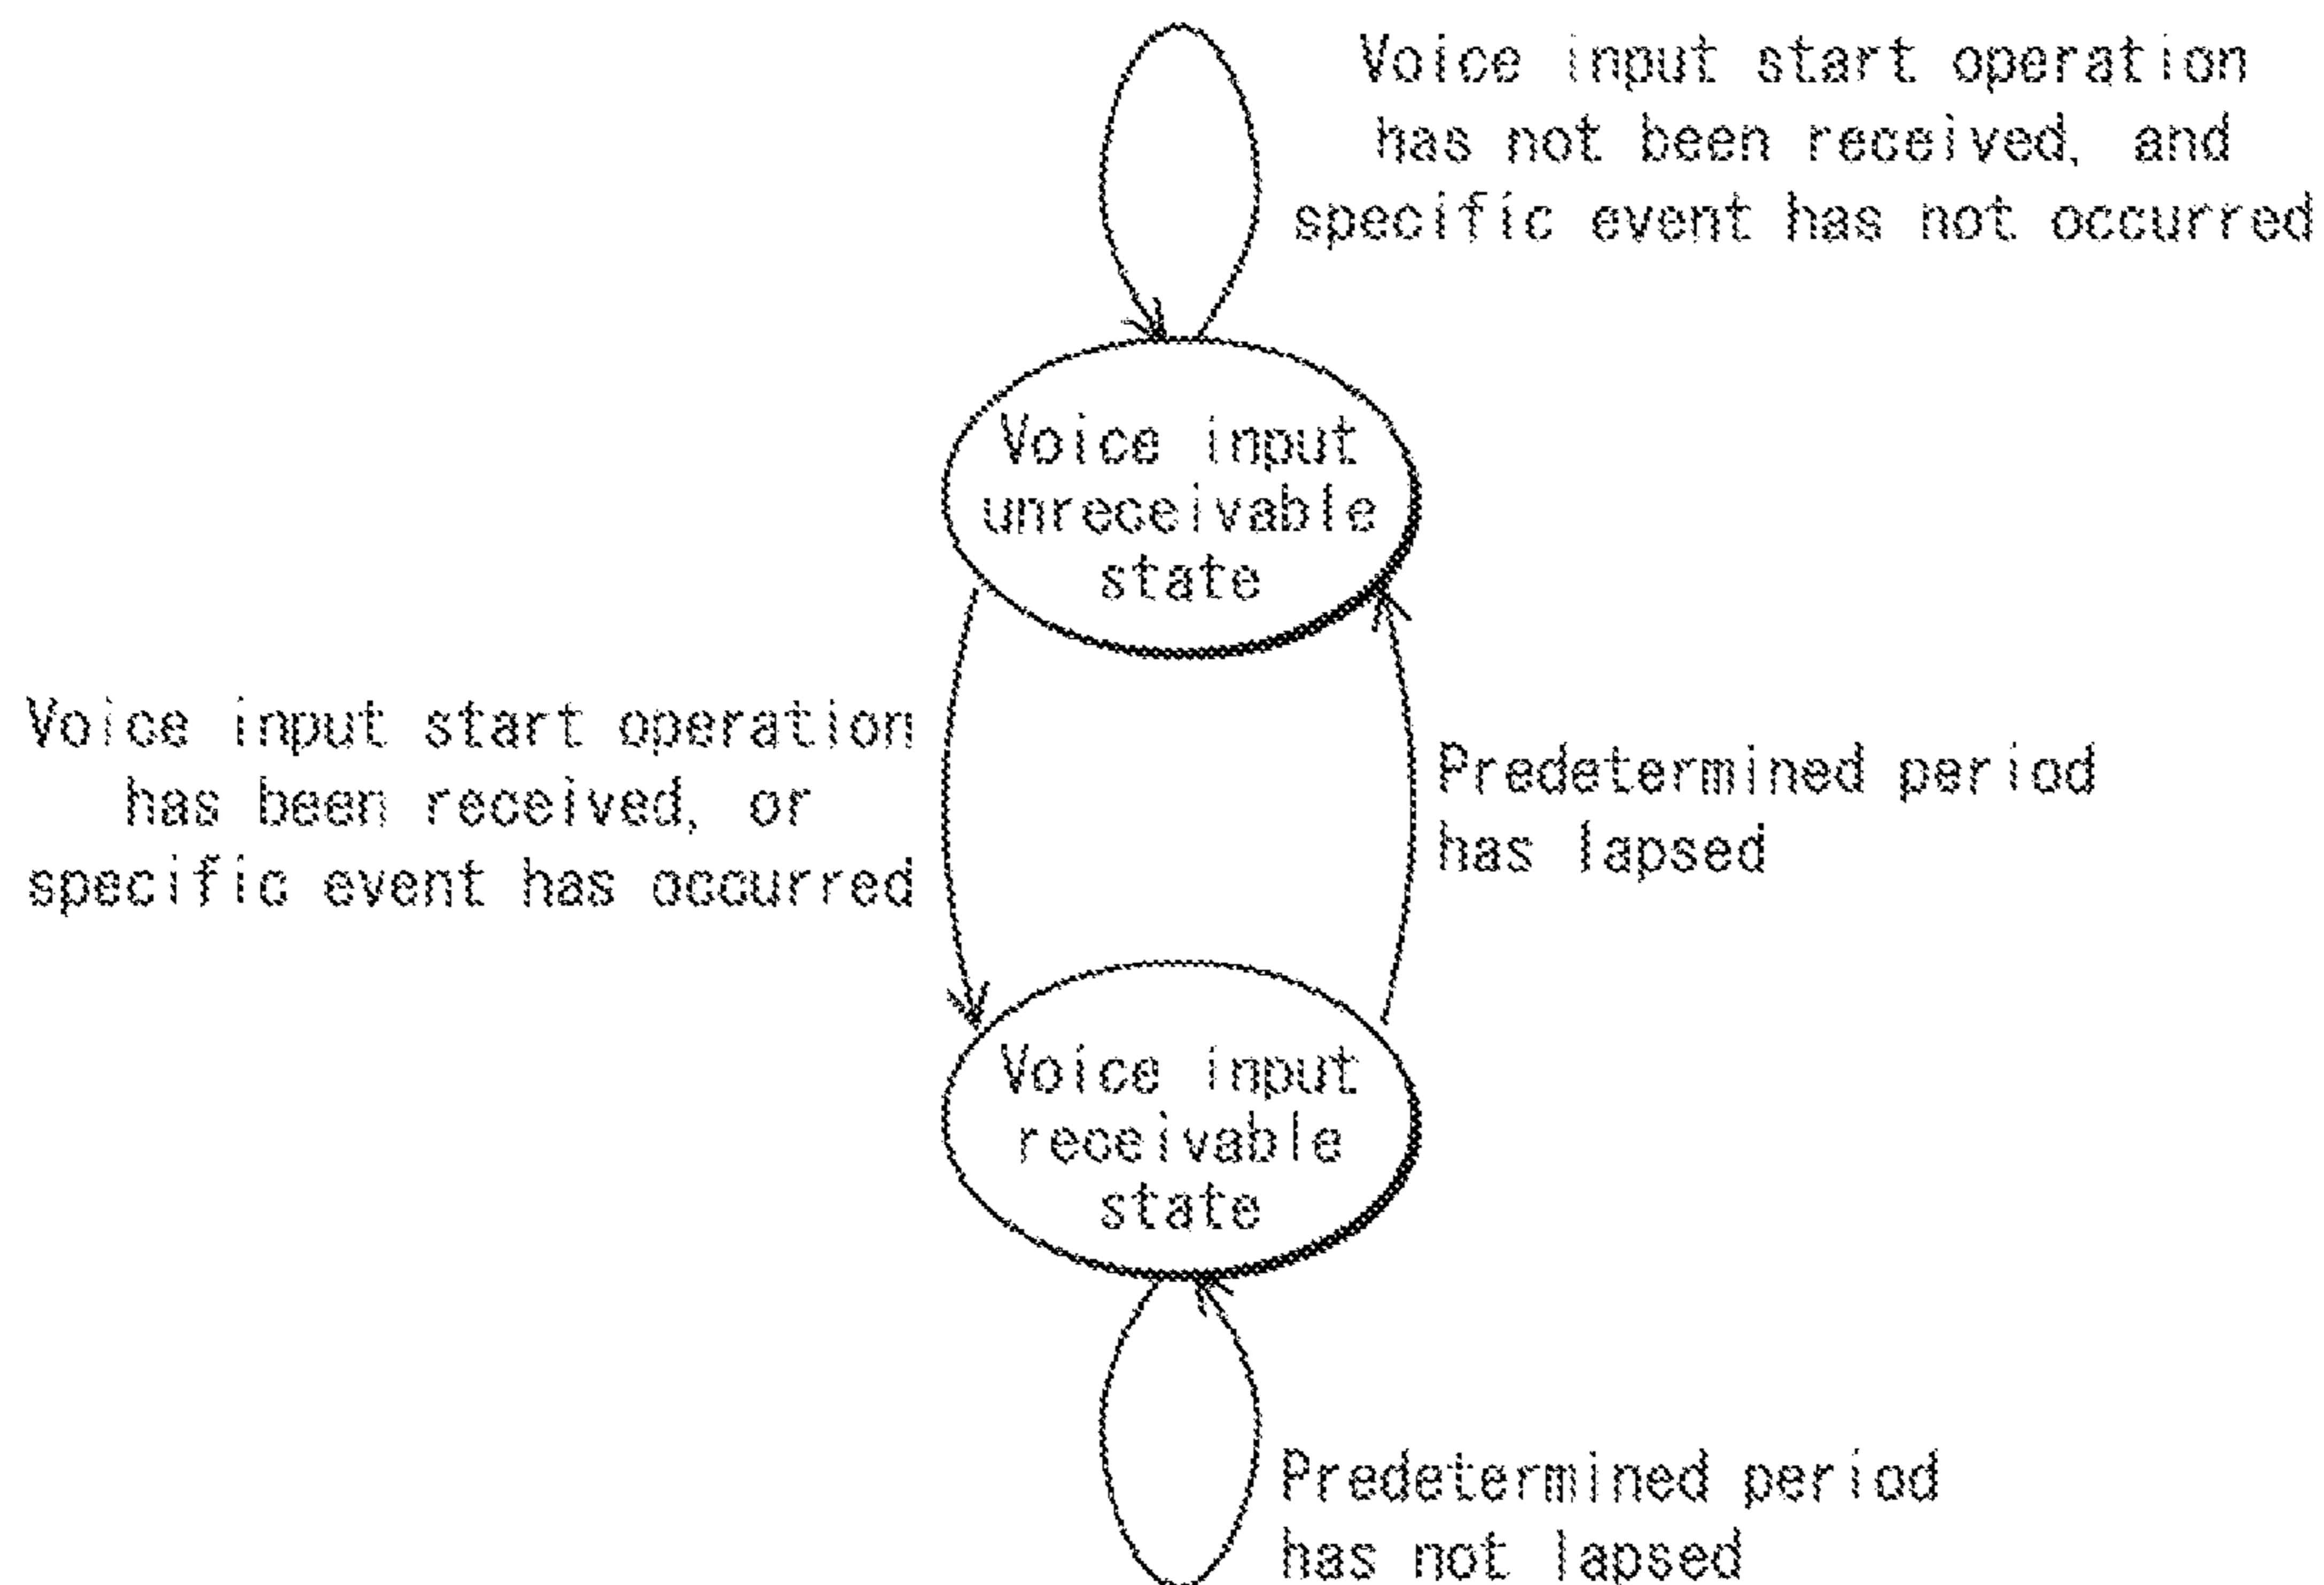 Voice input start operation
has not been received, and
specific event has not occurred
Voice input
unreceivable
state
Voice input start operation
has been received, or
specific event has occurred
Predetermined period
has lapsed
Voice input
receivable
state
Predetermined period
has not lapsed